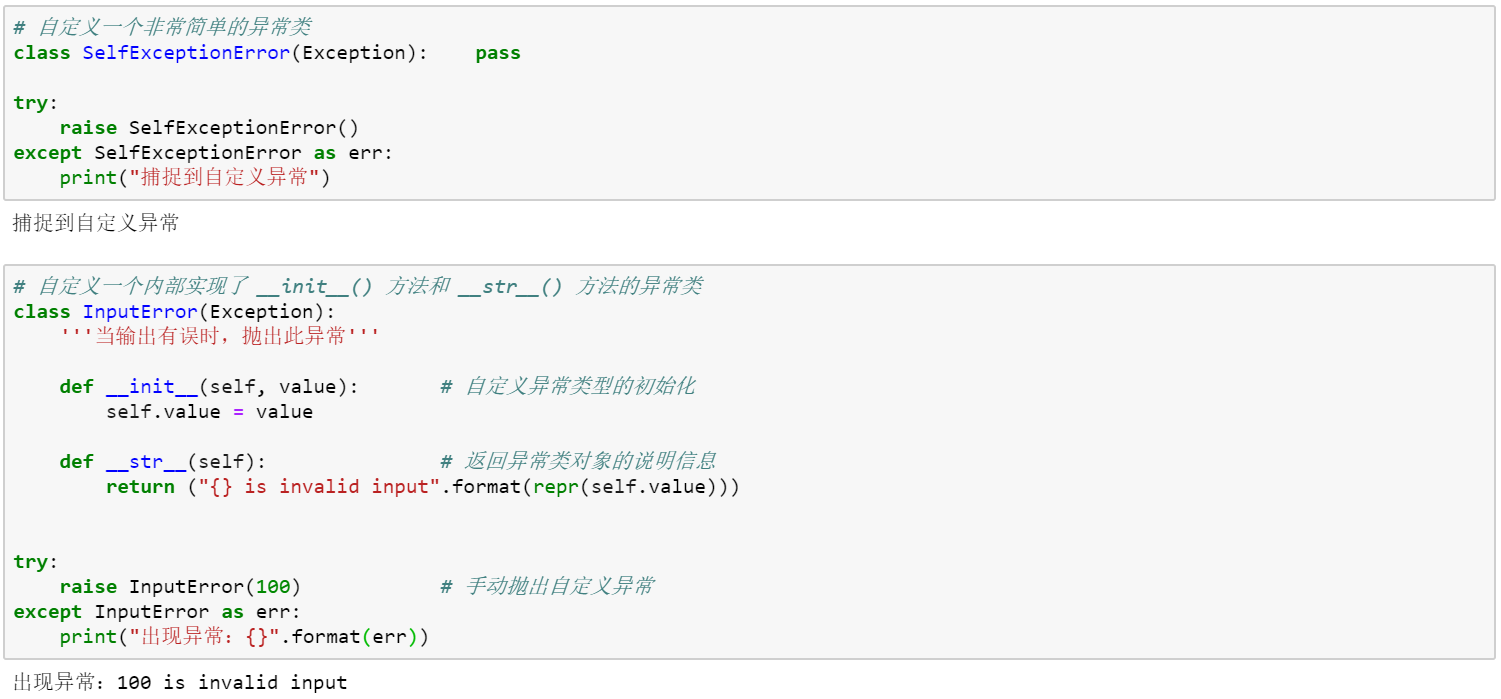 # 自定义一个非常简单的异常类
class SelfExceptionError(Exception):    pass
try:
    raise SelfExceptionError()
except SelfExceptionError as err:
    print("捕捉到自定义异常")
捕捉到自定义异常
# 自定义一个内部实现了 __init__() 方法和 __str__() 方法的异常类
class InputError(Exception):
    '''当输出有误时，抛出此异常'''
    def __init__(self, value):       # 自定义异常类型的初始化
        self.value = value
    def __str__(self):               # 返回异常类对象的说明信息
        return ("{} is invalid input".format(repr(self.value)))
try:
    raise InputError(100)            # 手动抛出自定义异常
except InputError as err:
    print("出现异常：{}".format(err))
出现异常：100 is invalid input